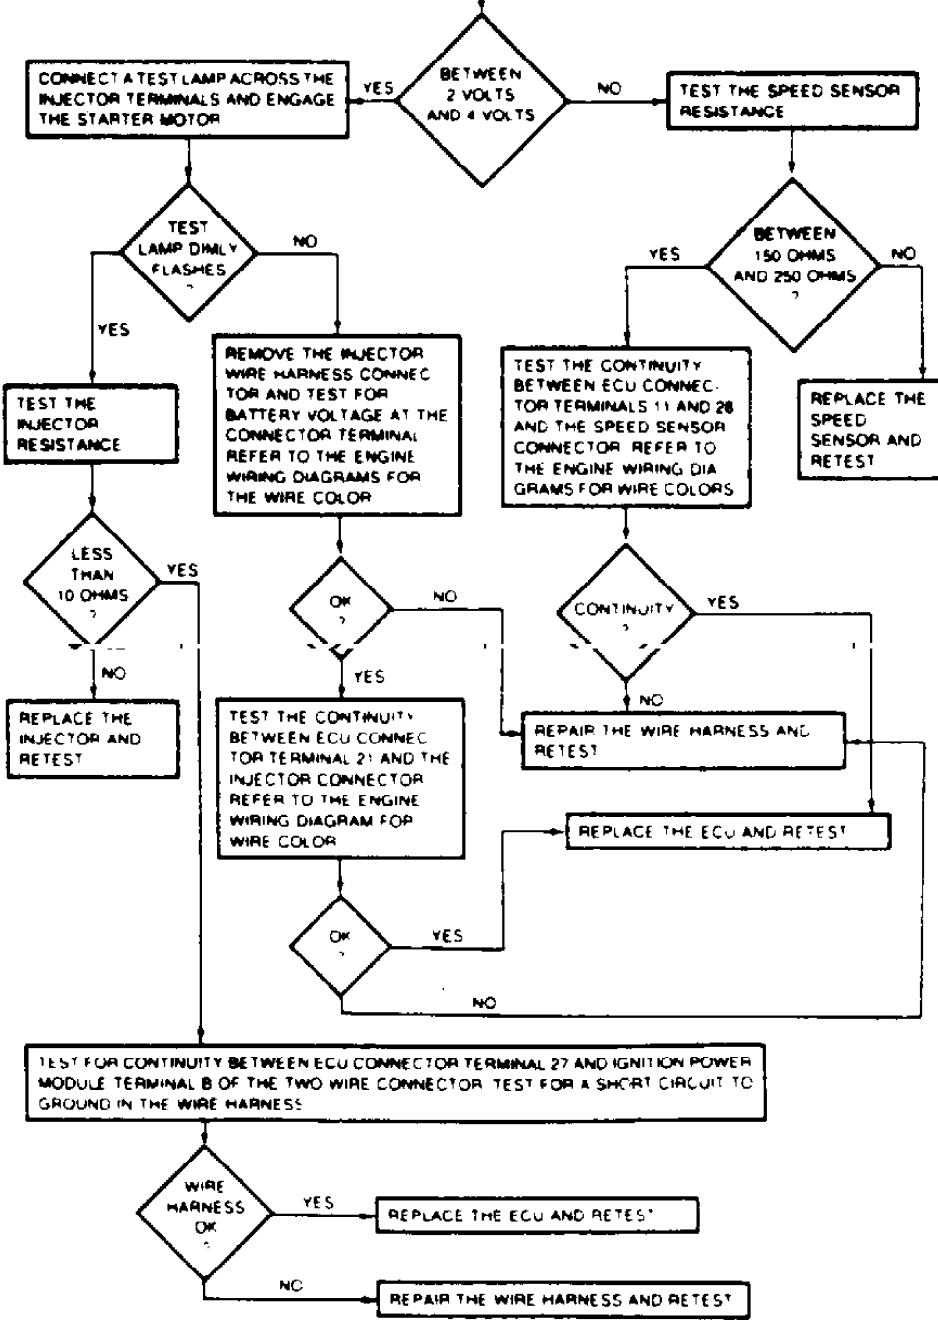 BETWEEN
2 VOLTS
AND 4 VOLTS
YES
NO
CONNECT A TEST LAMP ACROSS THE
INJECTOR TERMINALS AND ENGAGE
THE STARTER MOTOR
TEST THE SPEED SENSOR
RESISTANCE
TEST
LAMP DIMLY
FLASHES
?
NO
YES
BETWEEN
150 OHMS
AND 250 OHMS
?
YES
NO
REMOVE THE INJECTOR
WIRE HARNESS CONNEC
TOR AND TEST FOR
BATTERY VOLTAGE AT THE
CONNECTOR TERMINAL
REFER TO THE ENGINE
WIRING DIAGRAMS FOR
THE WIRE COLOR
TEST THE CONTINUITY
BETWEEN ECU CONNEC-
TOR TERMINALS 11 AND 28
AND THE SPEED SENSOR
CONNECTOR REFER TO
THE ENGINE WIRING DIA
GRAMS FOR WIRE COLORS
REPLACE THE
SPEED
SENSOR AND
RETEST
TEST THE
INJECTOR
RESISTANCE
LESS
THAN
10 OHMS
?
YES
NO
OK
?
NO
YES
CONTINUITY
?
YES
NO
REPLACE THE
INJECTOR AND
RETEST
TEST THE CONTINUITY
BETWEEN ECU CONNEC
TOR TERMINAL 21 AND THE
INJECTOR CONNECTOR
REFER TO THE ENGINE
WIRING DIAGRAM FOR
WIRE COLOR
REPAIR THE WIRE HARNESS AND
RETEST
REPLACE THE ECU AND RETEST
OK
?
YES
NO
TEST FOR CONTINUITY BETWEEN ECU CONNECTOR TERMINAL 27 AND IGNITION POWER
MODULE TERMINAL B OF THE TWO WIRE CONNECTOR TEST FOR A SHORT CIRCUIT TO
GROUND IN THE WIRE HARNESS
WIRE
HARNESS
OK
?
YES
NO
REPLACE THE ECU AND RETEST
REPAIR THE WIRE HARNESS AND RETEST